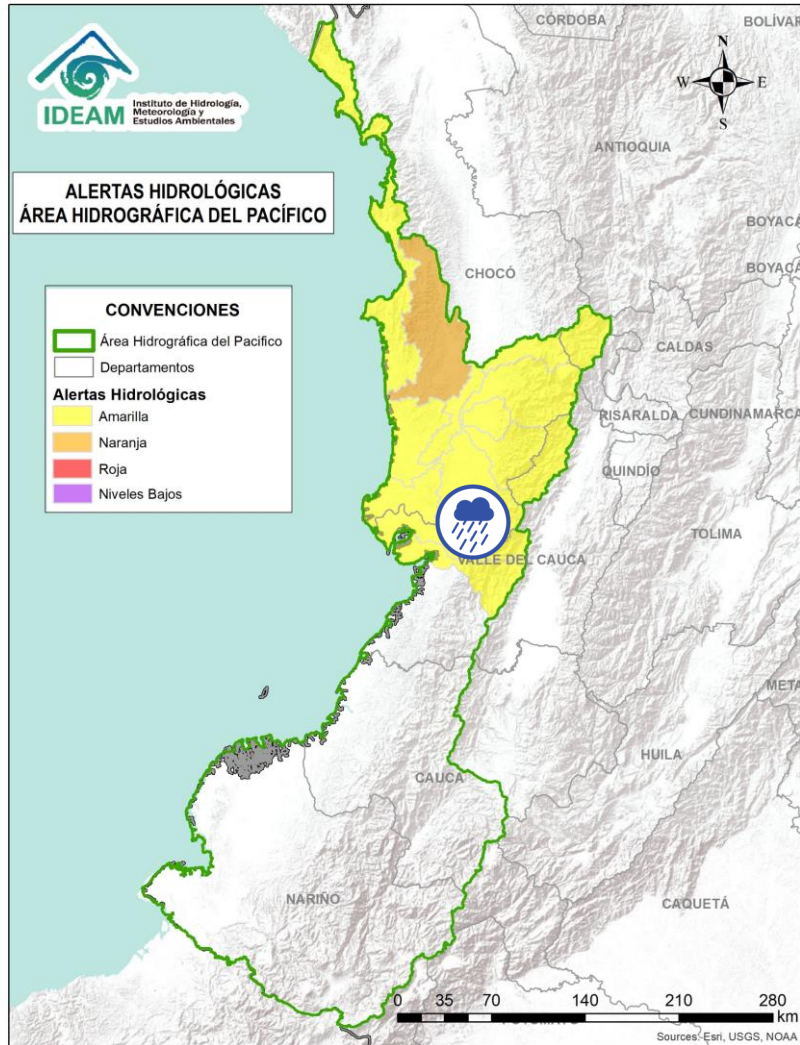 CÓRDOBA
BOLÍVAR
N
W
E
S
IDEAM
Instituto de Hidrología,
Meteorología y
Estudios Ambientales
ANTIOQUIA
ALERTAS HIDROLÓGICAS
ÁREA HIDROGRÁFICA DEL PACÍFICO
BOYACÁ
BOYACÁ
CHOCÓ
CONVENCIONES
Área Hidrográfica del Pacifico
Departamentos
Alertas Hidrológicas
Amarilla
Naranja
Roja
Niveles Bajos
CALDAS
RISARALDA
CUNDINAMARCA
QUINDÍO
TOLIMA
VALLE DEL CAUCA
META
HUILA
CAUCA
NARIÑO
CAQUETÁ
0 35 70 140 210 280
km
Sources: Esri, USGS, NOAA